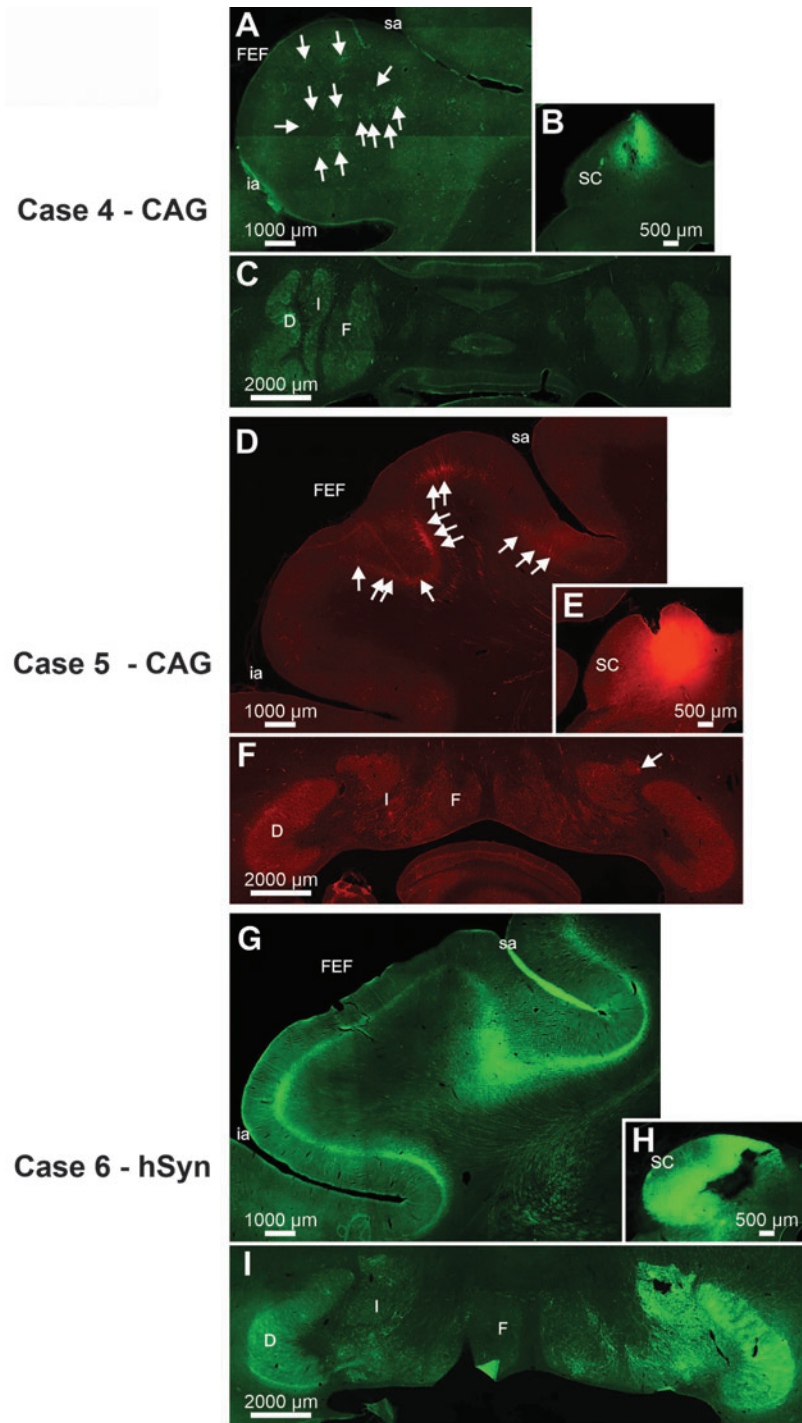 A
sa
FEF
ia
1000 µm
B
SC
500 µm
Case 4 - CAG
C
D
I
F
2000 µm
D
sa
FEF
ia
1000 µm
E
SC
500 µm
Case 5 - CAG
F
D
I
F
2000 µm
G
sa
FEF
ia
1000 µm
H
SC
500 µm
Case 6 - hSyn
I
D
I
F
2000 µm